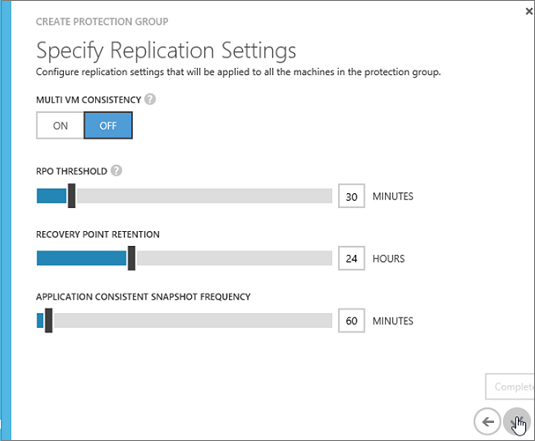 CREATE PROTECTION GROUP
Specify Replication Settings
Configure replication settings that will be applied to all the machines in the protection group.
MULTI VM CONSISTENCY ?
ON OFF
RPO THRESHOLD ?
30 MINUTES
RECOVERY POINT RETENTION
24 HOURS
APPLICATION CONSISTENT SNAPSHOT FREQUENCY
60 MINUTES
Complete